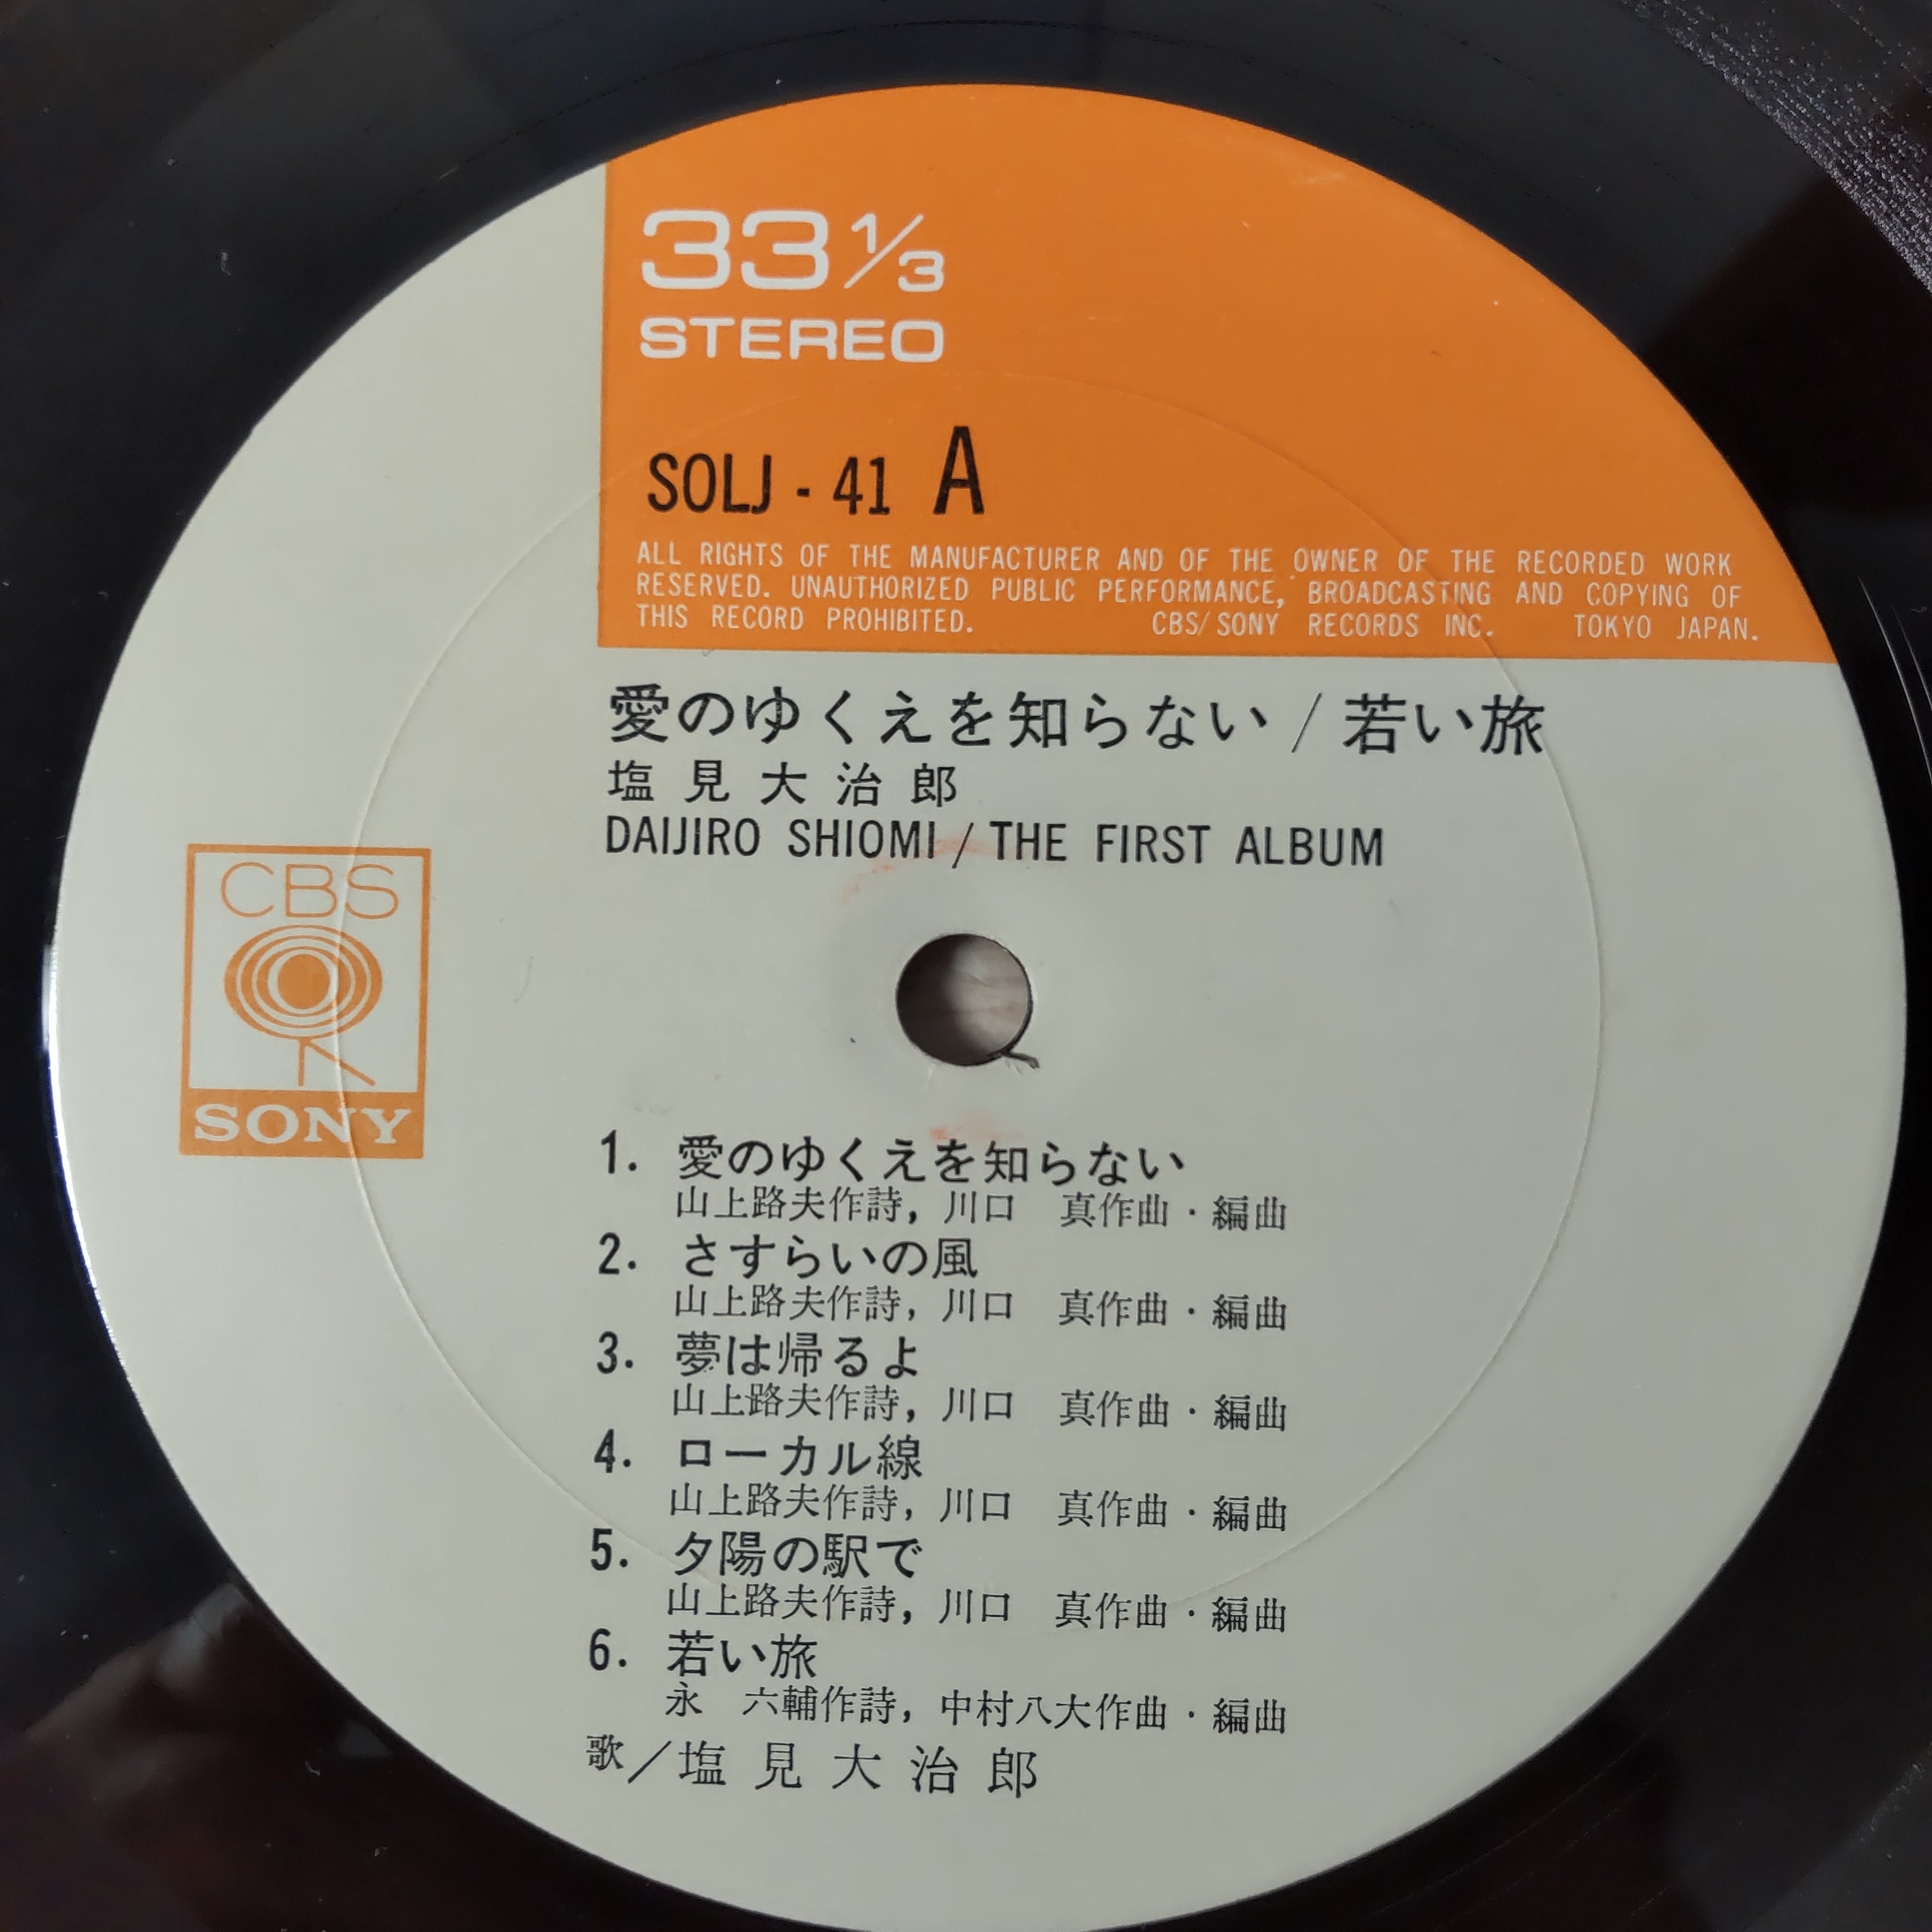 33 1/3
STEREO
SOLJ - 41 A
ALL RIGHTS OF THE MANUFACTURER AND OF THE OWNER OF THE RECORDED WORK
RESERVED. UNAUTHORIZED PUBLIC PERFORMANCE, BROADCASTING AND COPYING OF
THIS RECORD PROHIBITED. CBS/SONY RECORDS INC. TOKYO JAPAN.
愛のゆくえを知らない / 若い旅
塩見大治郎
DAIJIRO SHIOMI / THE FIRST ALBUM
CBS
SONY
1. 愛のゆくえを知らない
山上路夫作詩, 川口 真作曲・編曲
2. さすらいの風
山上路夫作詩, 川口 真作曲・編曲
3. 夢は帰るよ
山上路夫作詩, 川口 真作曲・編曲
4. ローカル線
山上路夫作詩, 川口 真作曲・編曲
5. 夕陽の駅で
山上路夫作詩, 川口 真作曲・編曲
6. 若い旅
永 六輔作詩, 中村八大作曲・編曲
歌／塩見大治郎